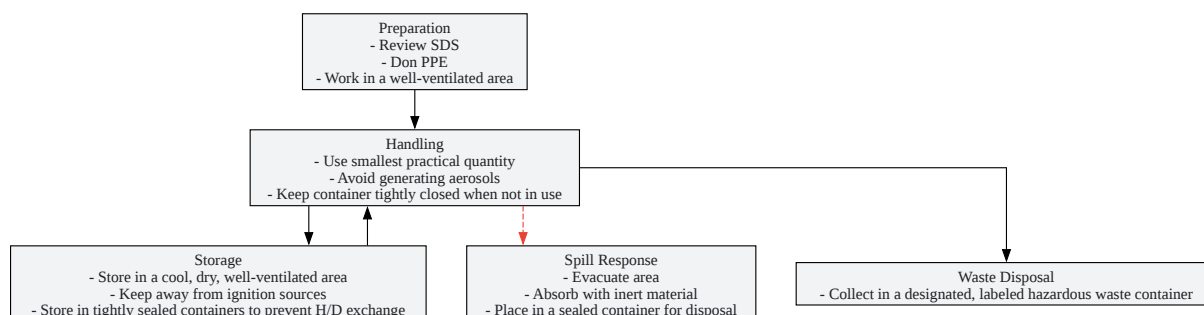 Preparation
- Review SDS
- Don PPE
- Work in a well-ventilated area
Handling
- Use smallest practical quantity
- Avoid generating aerosols
- Keep container tightly closed when not in use
Storage
- Store in a cool, dry, well-ventilated area
- Keep away from ignition sources
- Store in tightly sealed containers to prevent H/D exchange
Spill Response
- Evacuate area
- Absorb with inert material
- Place in a sealed container for disposal
Waste Disposal
- Collect in a designated, labeled hazardous waste container